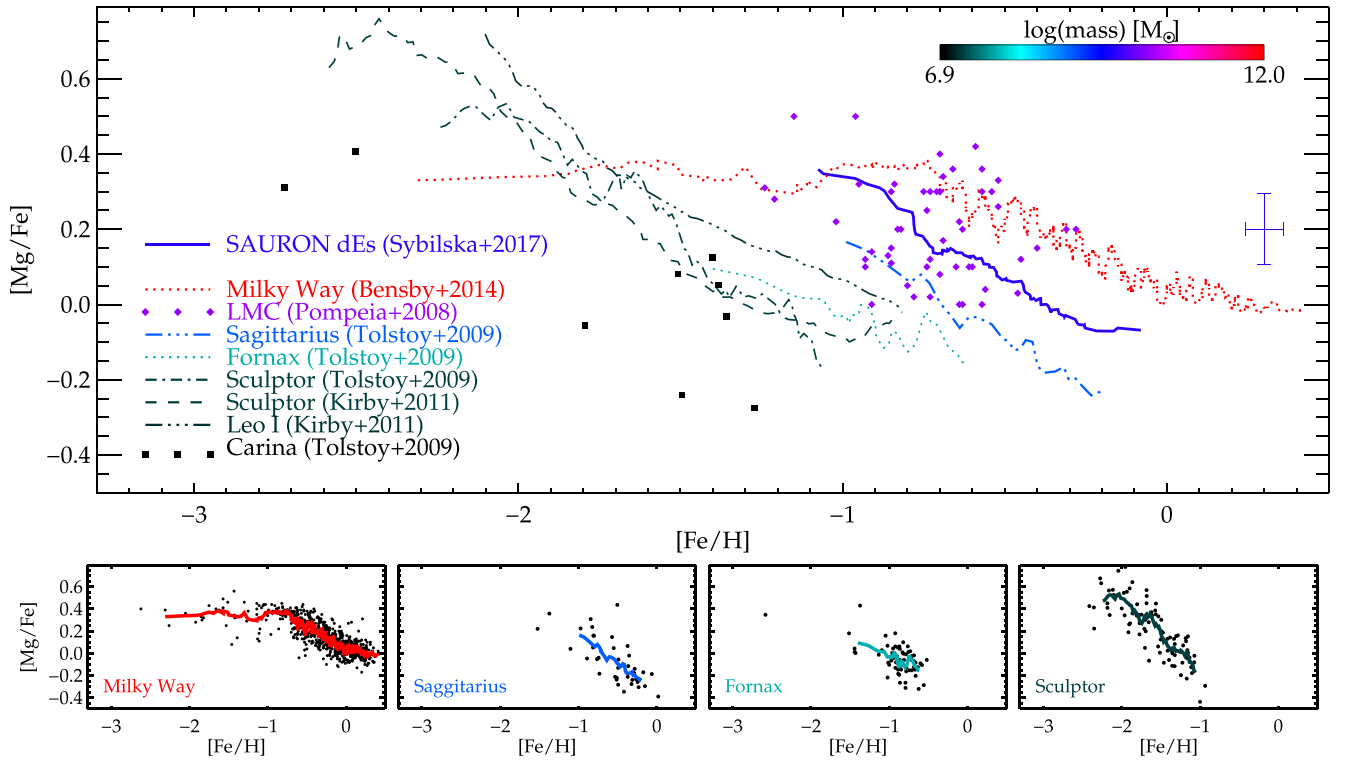 log(mass) [M⊙]
6.9 12.0
0.6
0.4
0.2
0.0
−0.2
−0.4
[Mg/Fe]
SAURON dEs (Sybilska+2017)
Milky Way (Bensby+2014)
LMC (Pompeia+2008)
Sagittarius (Tolstoy+2009)
Fornax (Tolstoy+2009)
Sculptor (Tolstoy+2009)
Sculptor (Kirby+2011)
Leo I (Kirby+2011)
Carina (Tolstoy+2009)
−3 −2 −1 0
[Fe/H]
0.6
0.4
0.2
0.0
−0.2
−0.4
[Mg/Fe]
Milky Way
−3 −2 −1 0
[Fe/H]
Saggitarius
−3 −2 −1 0
[Fe/H]
Fornax
−3 −2 −1 0
[Fe/H]
Sculptor
−3 −2 −1 0
[Fe/H]